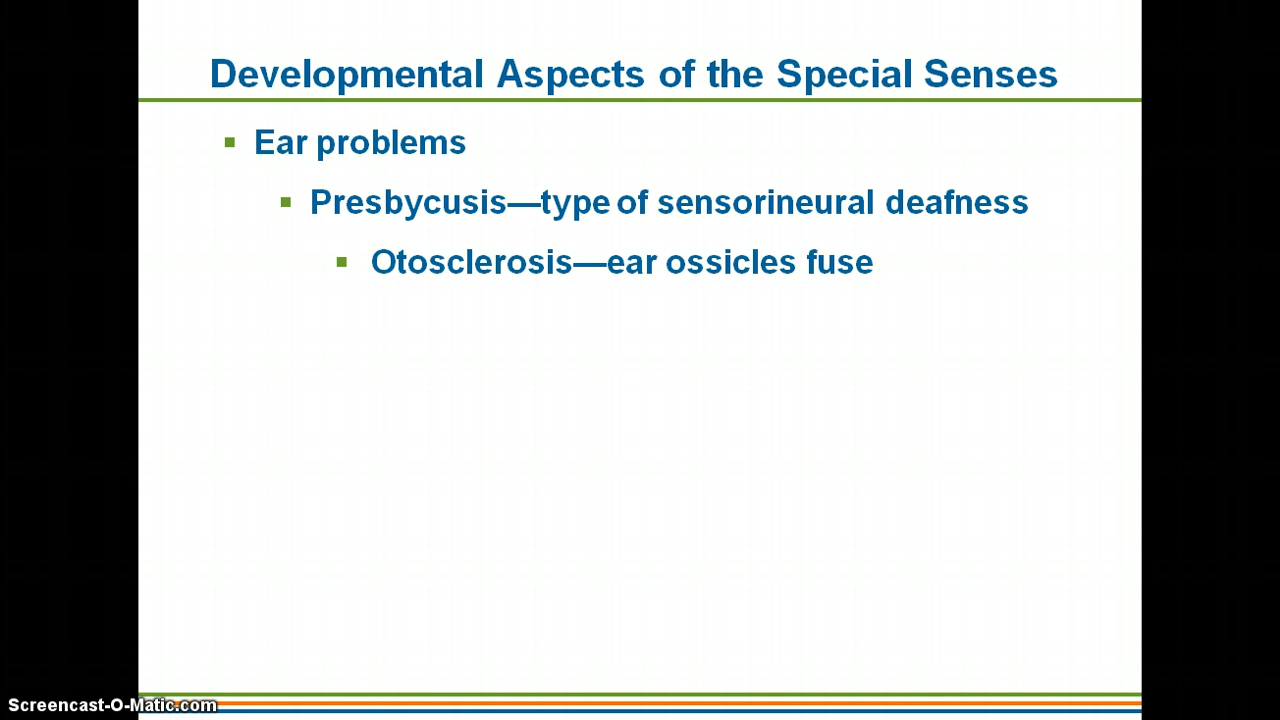 Developmental Aspects of the Special Senses
▪ Ear problems
▪ Presbycusis—type of sensorineural deafness
▪ Otosclerosis—ear ossicles fuse
Screencast-O-Matic.com